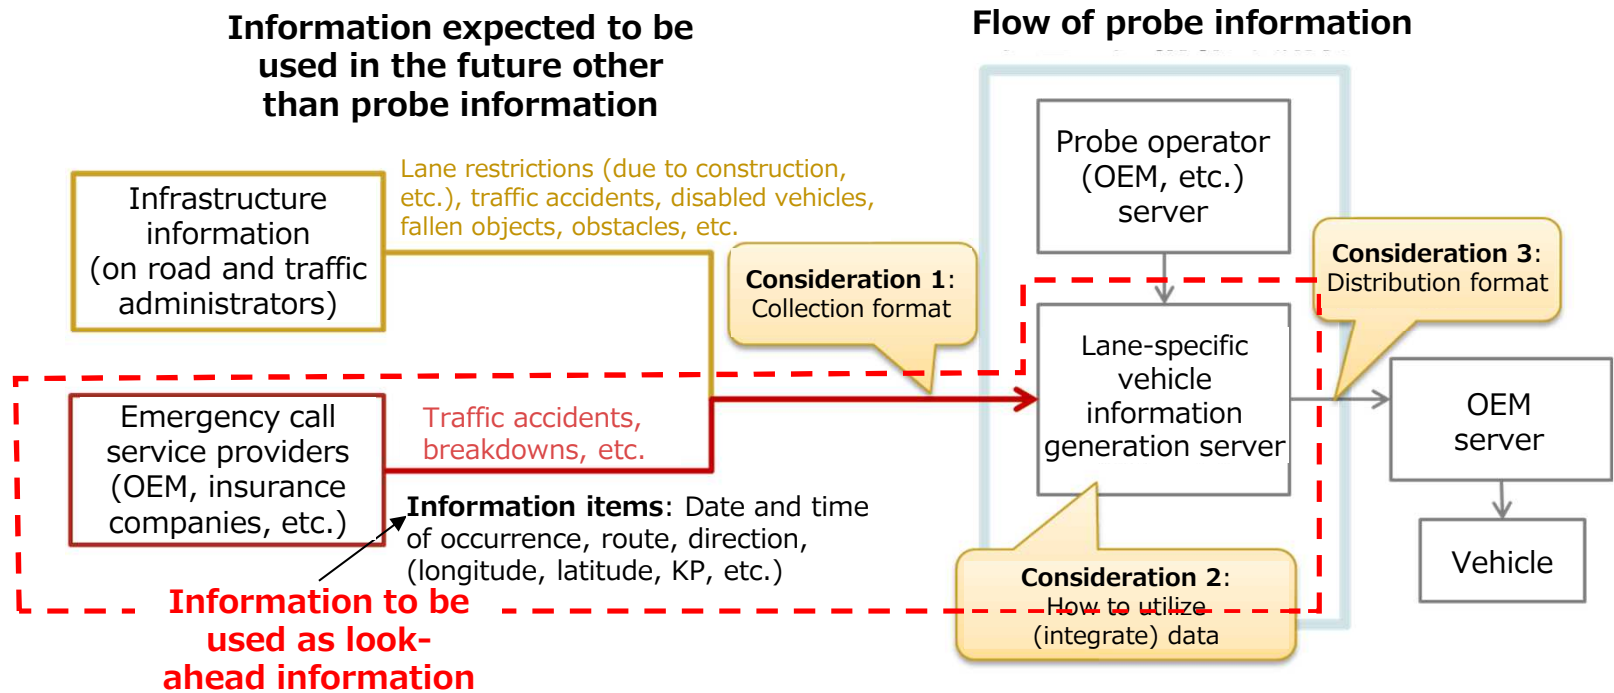 Information expected to be
used in the future other
than probe information
Flow of probe information
Lane restrictions (due to construction,
etc.), traffic accidents, disabled vehicles,
fallen objects, obstacles, etc.
Infrastructure
information
(on road and traffic
administrators)
Probe operator
(OEM, etc.)
server
Consideration 1:
Collection format
Consideration 3:
Distribution format
Lane-specific
vehicle
information
generation server
Emergency call
service providers
(OEM, insurance
companies, etc.)
Traffic accidents,
breakdowns, etc.
OEM
server
Information items: Date and time
of occurrence, route, direction,
(longitude, latitude, KP, etc.)
Vehicle
Consideration 2:
How to utilize
(integrate) data
Information to be
used as look-
ahead information